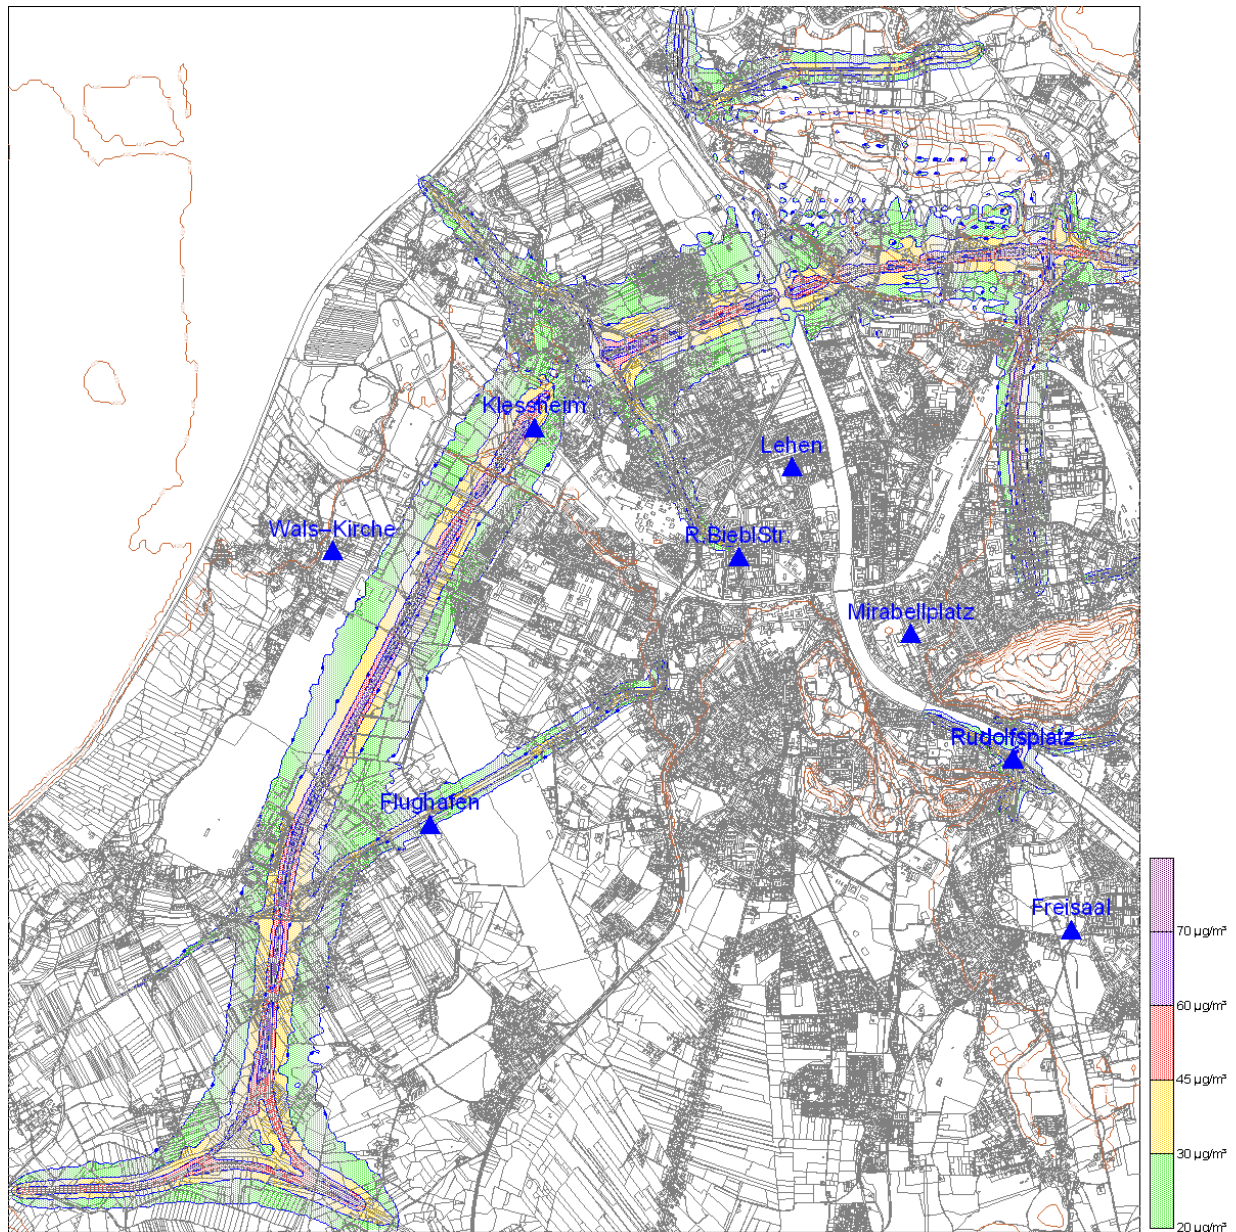 Klessheim
Lehen
Wals-Kirche
R.BieblStr.
Mirabellplatz
Rudolfsplatz
Flughafen
Freisaal
70 µg/m³
60 µg/m³
45 µg/m³
30 µg/m³
20 µg/m³